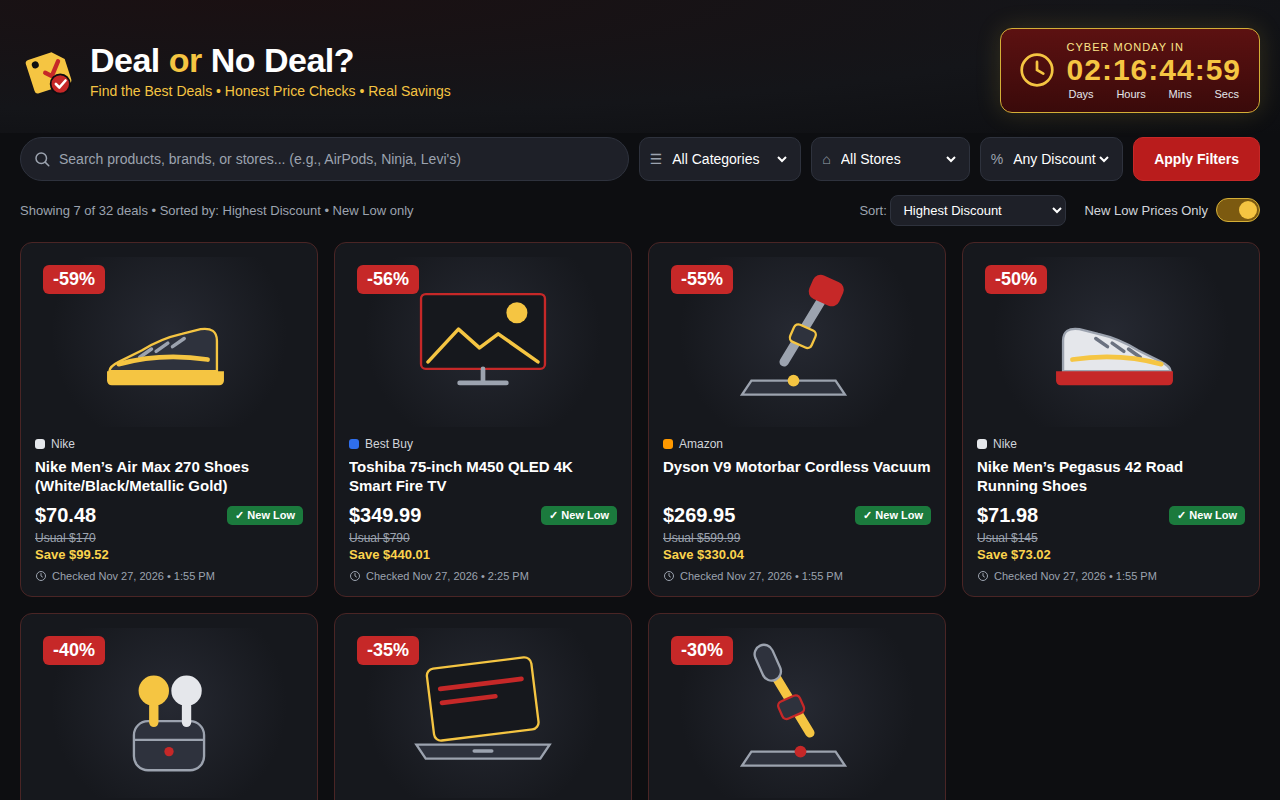 Deal or No Deal?
Find the Best Deals • Honest Price Checks • Real Savings
CYBER MONDAY IN
02:16:44:59
Days Hours Mins Secs
Search products, brands, or stores... (e.g., AirPods, Ninja, Levi's)
All Categories
All Stores
% Any Discount
Apply Filters
Showing 7 of 32 deals • Sorted by: Highest Discount • New Low only
Sort: Highest Discount
New Low Prices Only
-59%
Nike
Nike Men’s Air Max 270 Shoes
(White/Black/Metallic Gold)
$70.48
✓ New Low
Usual $170
Save $99.52
Checked Nov 27, 2026 • 1:55 PM
-56%
Best Buy
Toshiba 75-inch M450 QLED 4K
Smart Fire TV
$349.99
✓ New Low
Usual $790
Save $440.01
Checked Nov 27, 2026 • 2:25 PM
-55%
Amazon
Dyson V9 Motorbar Cordless Vacuum
$269.95
✓ New Low
Usual $599.99
Save $330.04
Checked Nov 27, 2026 • 1:55 PM
-50%
Nike
Nike Men’s Pegasus 42 Road
Running Shoes
$71.98
✓ New Low
Usual $145
Save $73.02
Checked Nov 27, 2026 • 1:55 PM
-40%
-35%
-30%